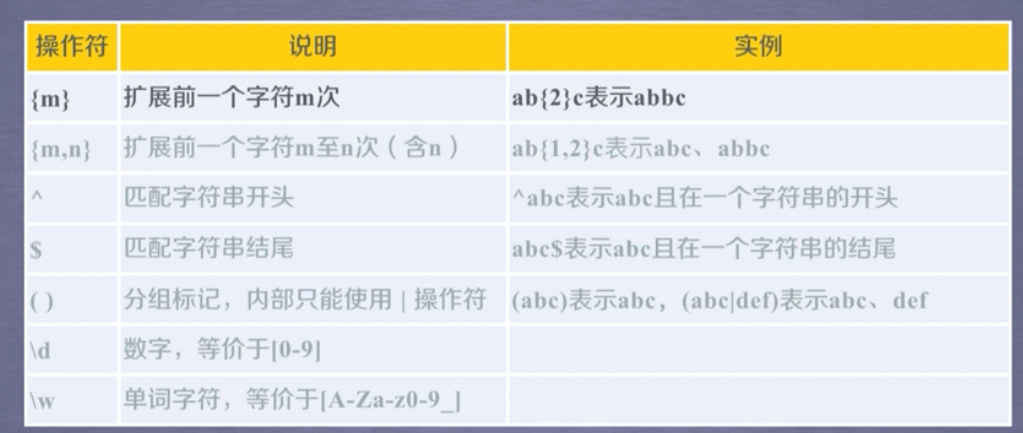 操作符 说明 实例
{m} 扩展前一个字符m次 ab{2}c表示abbc
{m,n} 扩展前一个字符m至n次（含n） ab{1,2}c表示abc、abbc
^ 匹配字符串开头 ^abc表示abc且在一个字符串的开头
$ 匹配字符串结尾 abc$表示abc且在一个字符串的结尾
( ) 分组标记，内部只能使用 | 操作符 (abc)表示abc，(abc|def)表示abc、def
\d 数字，等价于[0-9]
\w 单词字符，等价于[A-Za-z0-9_]